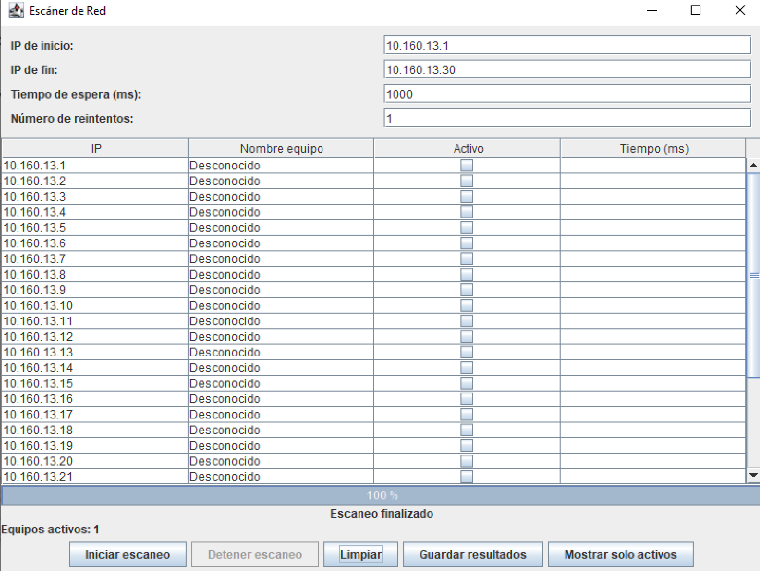 Escáner de Red
IP de inicio: 10.160.13.1
IP de fin: 10.160.13.30
Tiempo de espera (ms): 1000
Número de reintentos: 1
IP Nombre equipo Activo Tiempo (ms)
10.160.13.1 Desconocido
10.160.13.2 Desconocido
10.160.13.3 Desconocido
10.160.13.4 Desconocido
10.160.13.5 Desconocido
10.160.13.6 Desconocido
10.160.13.7 Desconocido
10.160.13.8 Desconocido
10.160.13.9 Desconocido
10.160.13.10 Desconocido
10.160.13.11 Desconocido
10.160.13.12 Desconocido
10.160.13.13 Desconocido
10.160.13.14 Desconocido
10.160.13.15 Desconocido
10.160.13.16 Desconocido
10.160.13.17 Desconocido
10.160.13.18 Desconocido
10.160.13.19 Desconocido
10.160.13.20 Desconocido
10.160.13.21 Desconocido
100 %
Escaneo finalizado
Equipos activos: 1
Iniciar escaneo Detener escaneo Limpiar Guardar resultados Mostrar solo activos